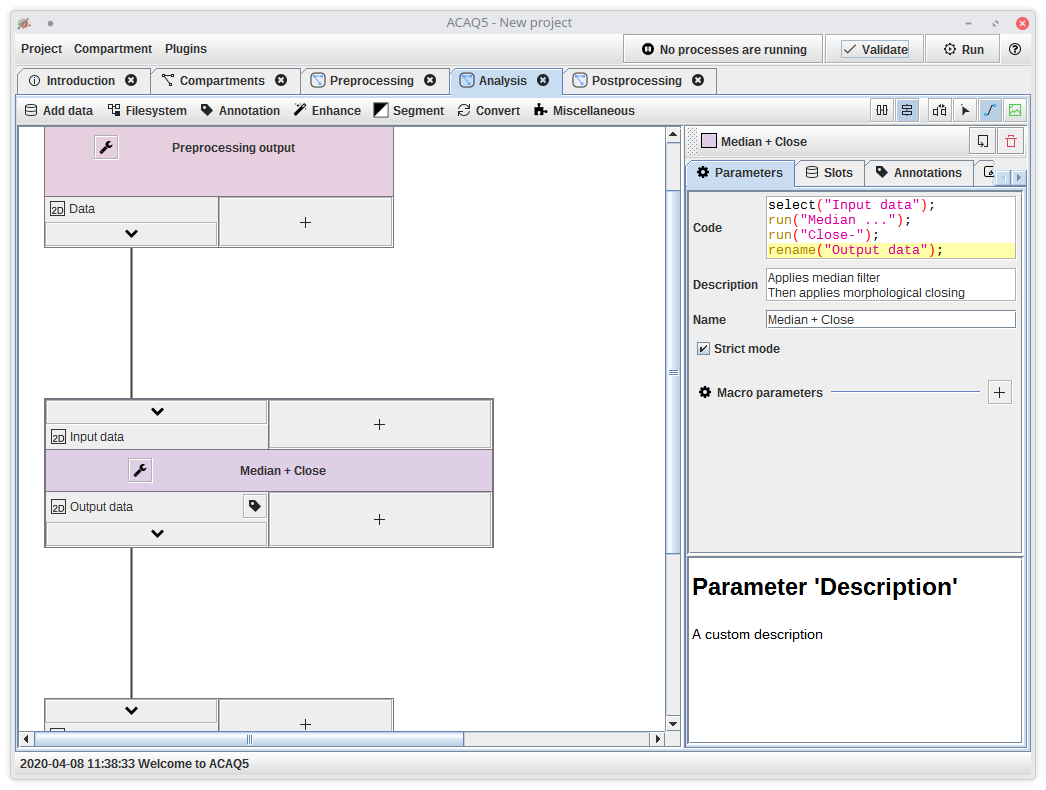 ACAQ5 - New project
Project Compartment Plugins
No processes are running
Validate
Run
Introduction
Compartments
Preprocessing
Analysis
Postprocessing
Add data
Filesystem
Annotation
Enhance
Segment
Convert
Miscellaneous
Preprocessing output
2D Data
2D Input data
Median + Close
2D Output data
Median + Close
Parameters
Slots
Annotations
Code
select("Input data");
run("Median ...");
run("Close-");
rename("Output data");
Description
Applies median filter
Then applies morphological closing
Name
Median + Close
Strict mode
Macro parameters
Parameter 'Description'
A custom description
2020-04-08 11:38:33 Welcome to ACAQ5